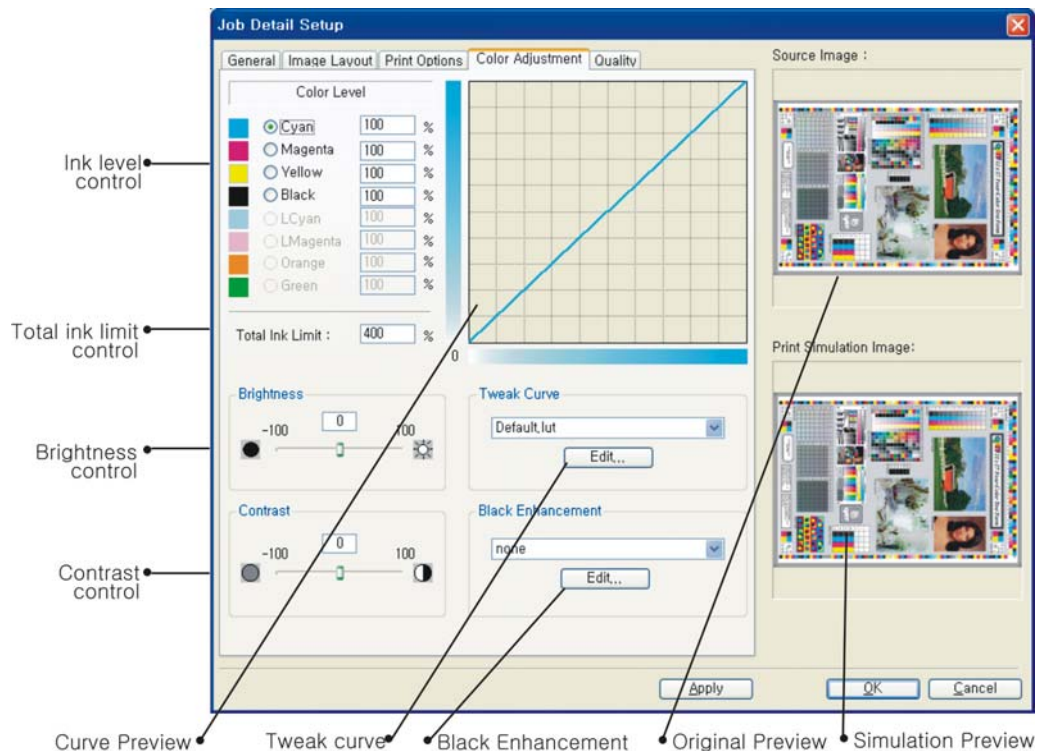 Job Detail Setup
General Image Layout Print Options Color Adjustment Quality
Source Image :
Color Level
Cyan 100 %
Magenta 100 %
Yellow 100 %
Black 100 %
LCyan 100 %
LMagenta 100 %
Orange 100 %
Green 100 %
Total Ink Limit : 400 %
0
Print Simulation Image:
Brightness
0
-100 100
Tweak Curve
Default,lut
Edit,,,
Contrast
0
-100 100
Black Enhancement
none
Edit,,,
Apply OK Cancel
Ink level
control
Total ink limit
control
Brightness
control
Contrast
control
Curve Preview
Tweak curve
Black Enhancement
Original Preview
Simulation Preview